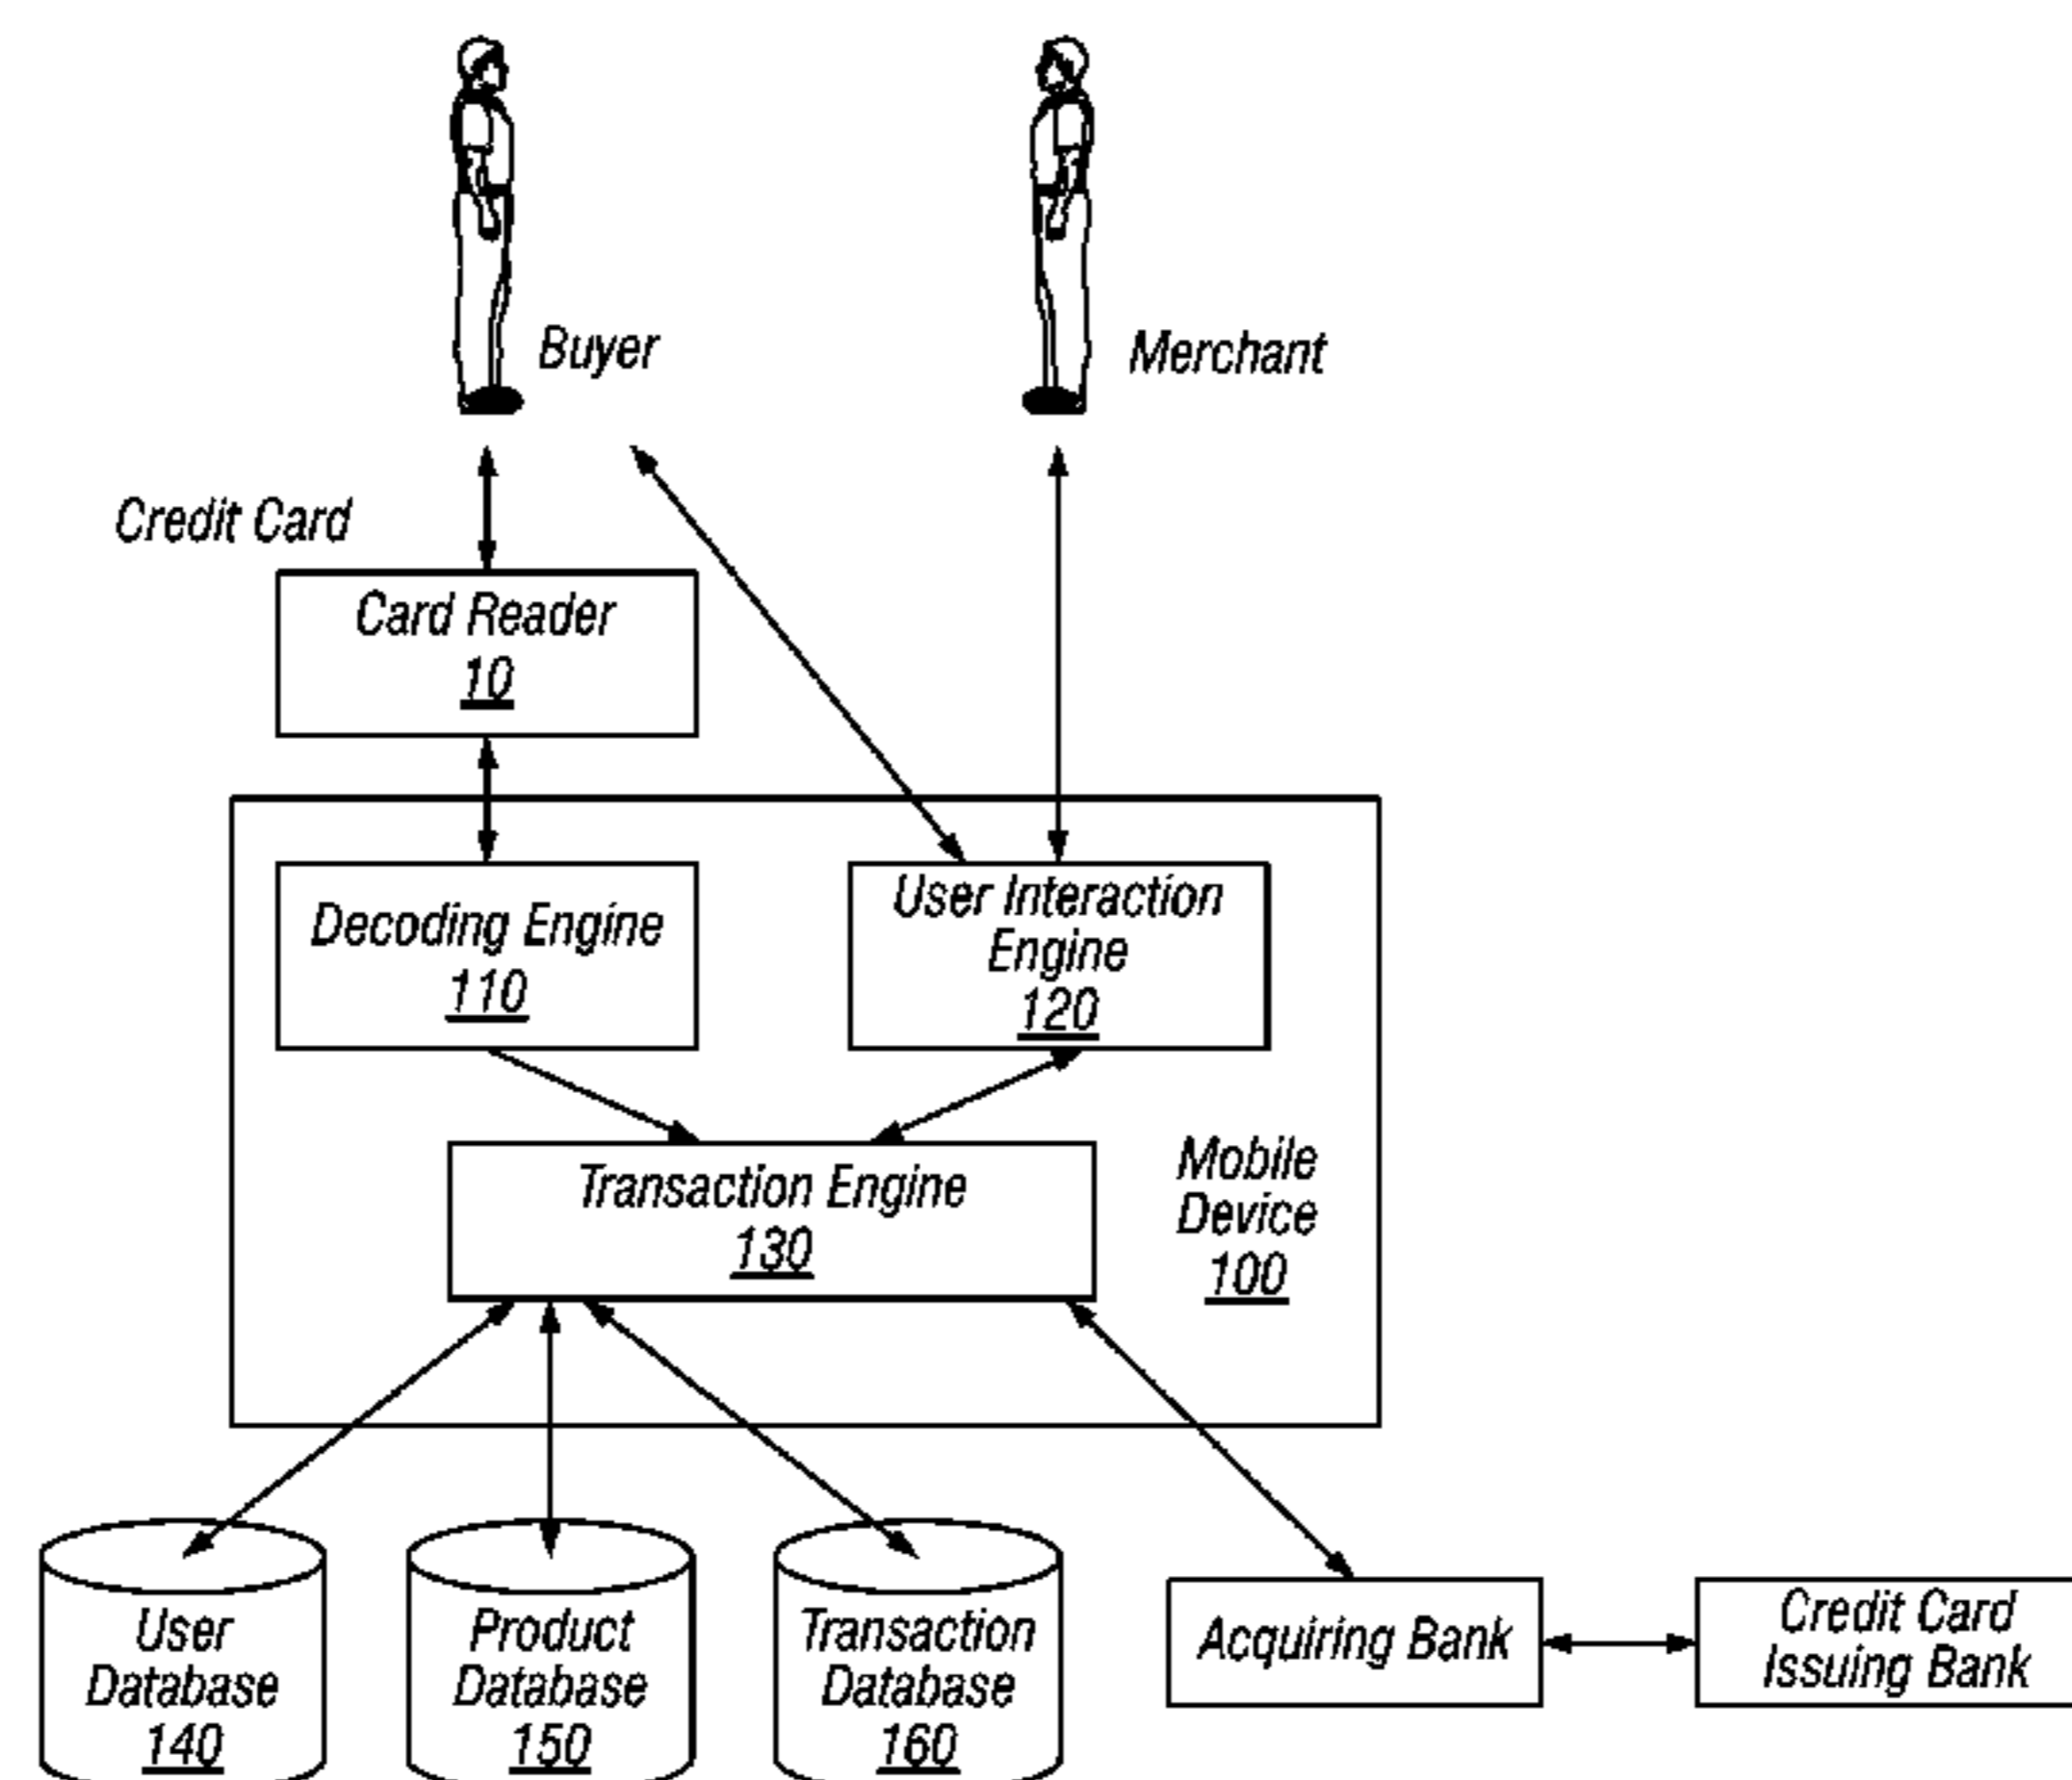 Buyer
Merchant
Credit Card
Card Reader
10
Decoding Engine
110
User Interaction
Engine
120
Transaction Engine
130
Mobile
Device
100
User
Database
140
Product
Database
150
Transaction
Database
160
Acquiring Bank
Credit Card
Issuing Bank